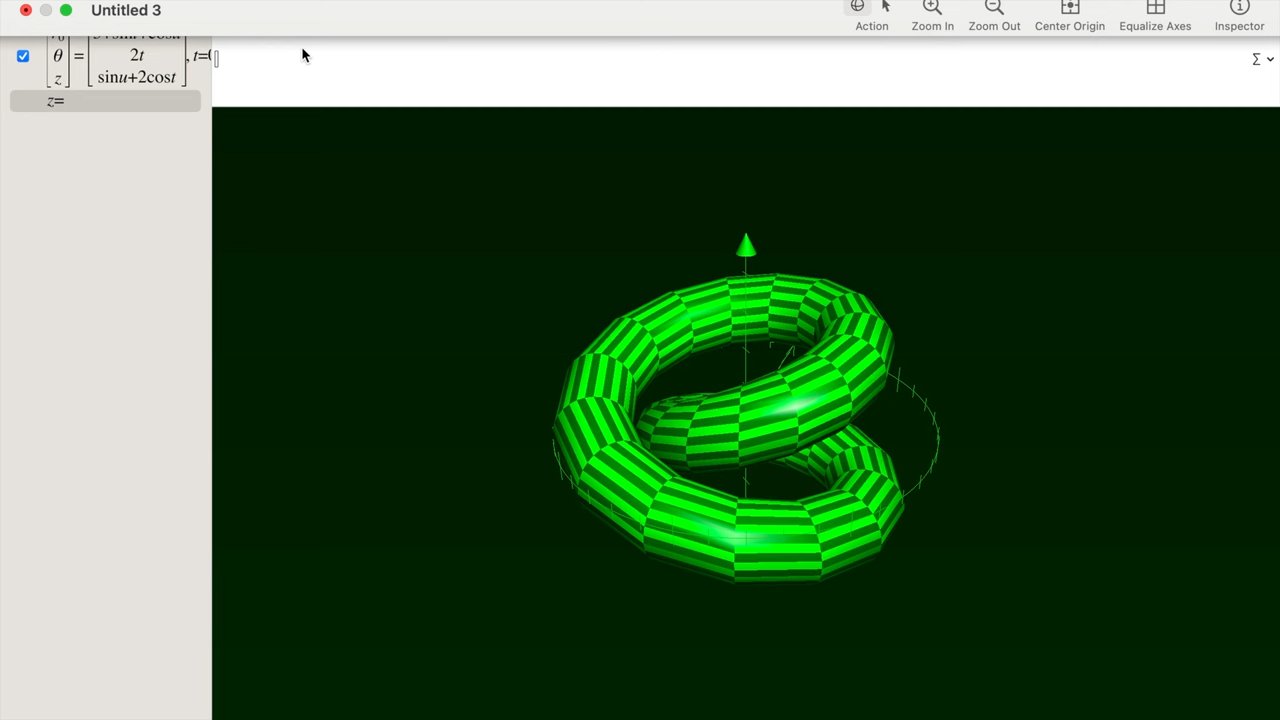 Untitled 3
Action
Zoom In
Zoom Out
Center Origin
Equalize Axes
Inspector
θ = 2t , t=
z sinu+2cost
z=
Σ